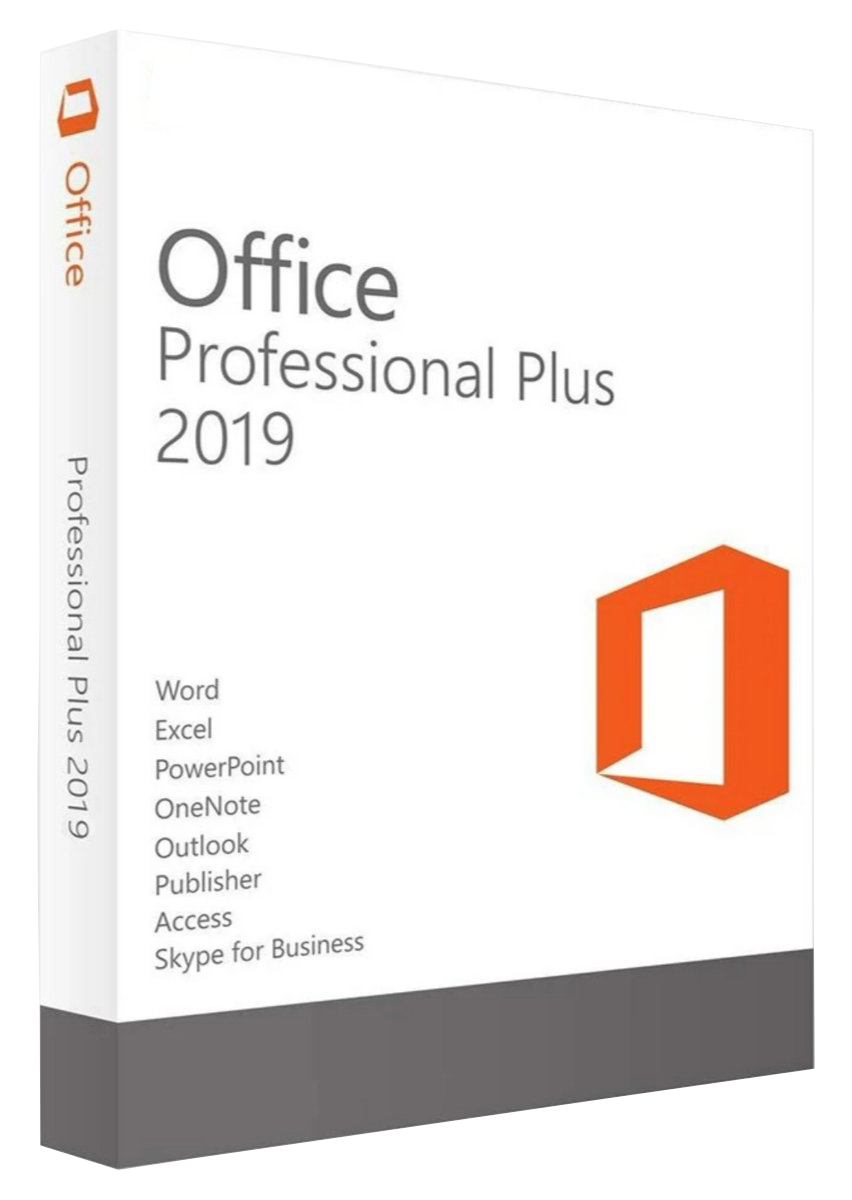 Office
Professional Plus 2019
Office
Professional Plus
2019
Word
Excel
PowerPoint
OneNote
Outlook
Publisher
Access
Skype for Business